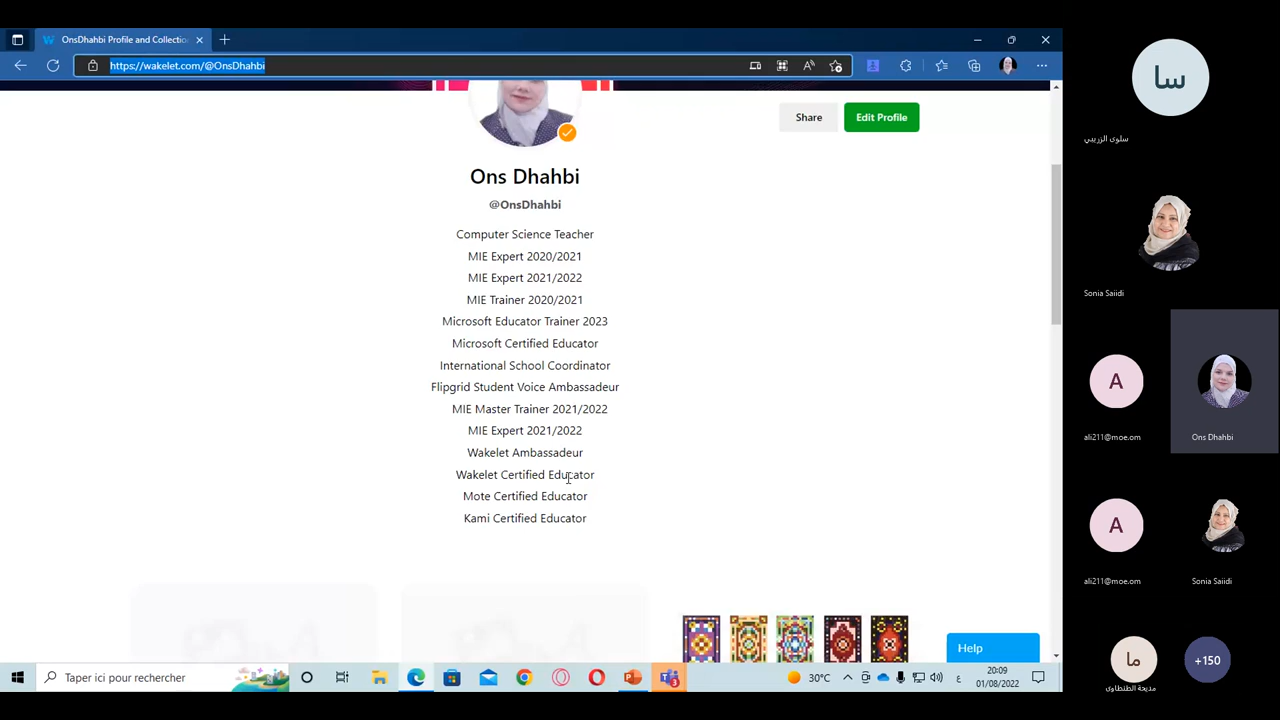 OnsDhahbi Profile and Collectio
https://wakelet.com/@OnsDhahbi
Share
Edit Profile
Ons Dhahbi
@OnsDhahbi
Computer Science Teacher
MIE Expert 2020/2021
MIE Expert 2021/2022
MIE Trainer 2020/2021
Microsoft Educator Trainer 2023
Microsoft Certified Educator
International School Coordinator
Flipgrid Student Voice Ambassadeur
MIE Master Trainer 2021/2022
MIE Expert 2021/2022
Wakelet Ambassadeur
Wakelet Certified Educator
Mote Certified Educator
Kami Certified Educator
Help
Taper ici pour rechercher
30°C
ع
20:09
01/08/2022
سا
سلوى الزريبي
Sonia Saiidi
A
ali211@moe.om
Ons Dhahbi
A
ali211@moe.om
Sonia Saiidi
ما
مديحة الطنطاوى
+150